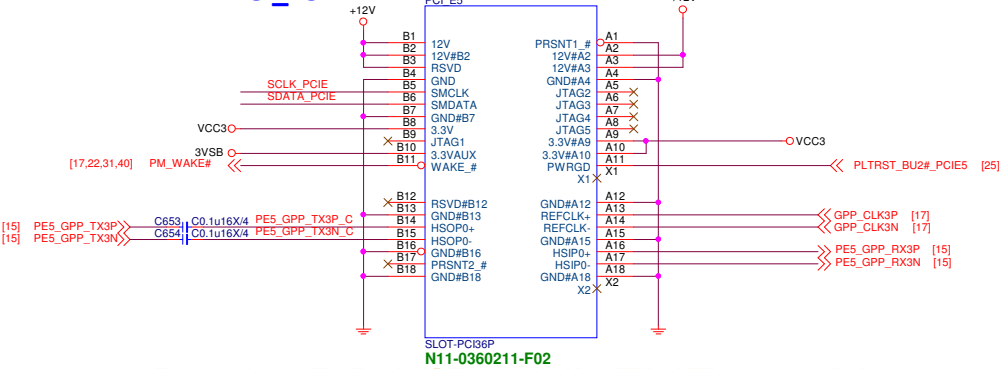 PCI_E5
+12V
B1 12V PRSNT1_# A1
B2 12V#B2 12V#A2 A2
B3 RSVD 12V#A3 A3
B4 GND GND#A4 A4
SCLK_PCIE B5 SMCLK JTAG2 A5
SDATA_PCIE B6 SMDATA JTAG3 A6
B7 GND#B7 JTAG4 A7
VCC3 B8 3.3V JTAG5 A8
B9 JTAG1 3.3V#A9 A9 VCC3
3VSB B10 3.3VAUX 3.3V#A10 A10
[17,22,31,40] PM_WAKE# B11 WAKE_# PWRGD A11 PLTRST_BU2#_PCIE5 [25]
X1 X1
B12 RSVD#B12 GND#A12 A12
B13 GND#B13 REFCLK+ A13 GPP_CLK3P [17]
[15] PE5_GPP_TX3P C653 C0.1u16X/4 PE5_GPP_TX3P_C B14 HSOP0+ REFCLK- A14 GPP_CLK3N [17]
[15] PE5_GPP_TX3N C654 C0.1u16X/4 PE5_GPP_TX3N_C B15 HSOP0- GND#A15 A15
B16 GND#B16 HSIP0+ A16 PE5_GPP_RX3P [15]
B17 PRSNT2_# HSIP0- A17 PE5_GPP_RX3N [15]
B18 GND#B18 GND#A18 A18
X2 X2
SLOT-PCI36P
N11-0360211-F02